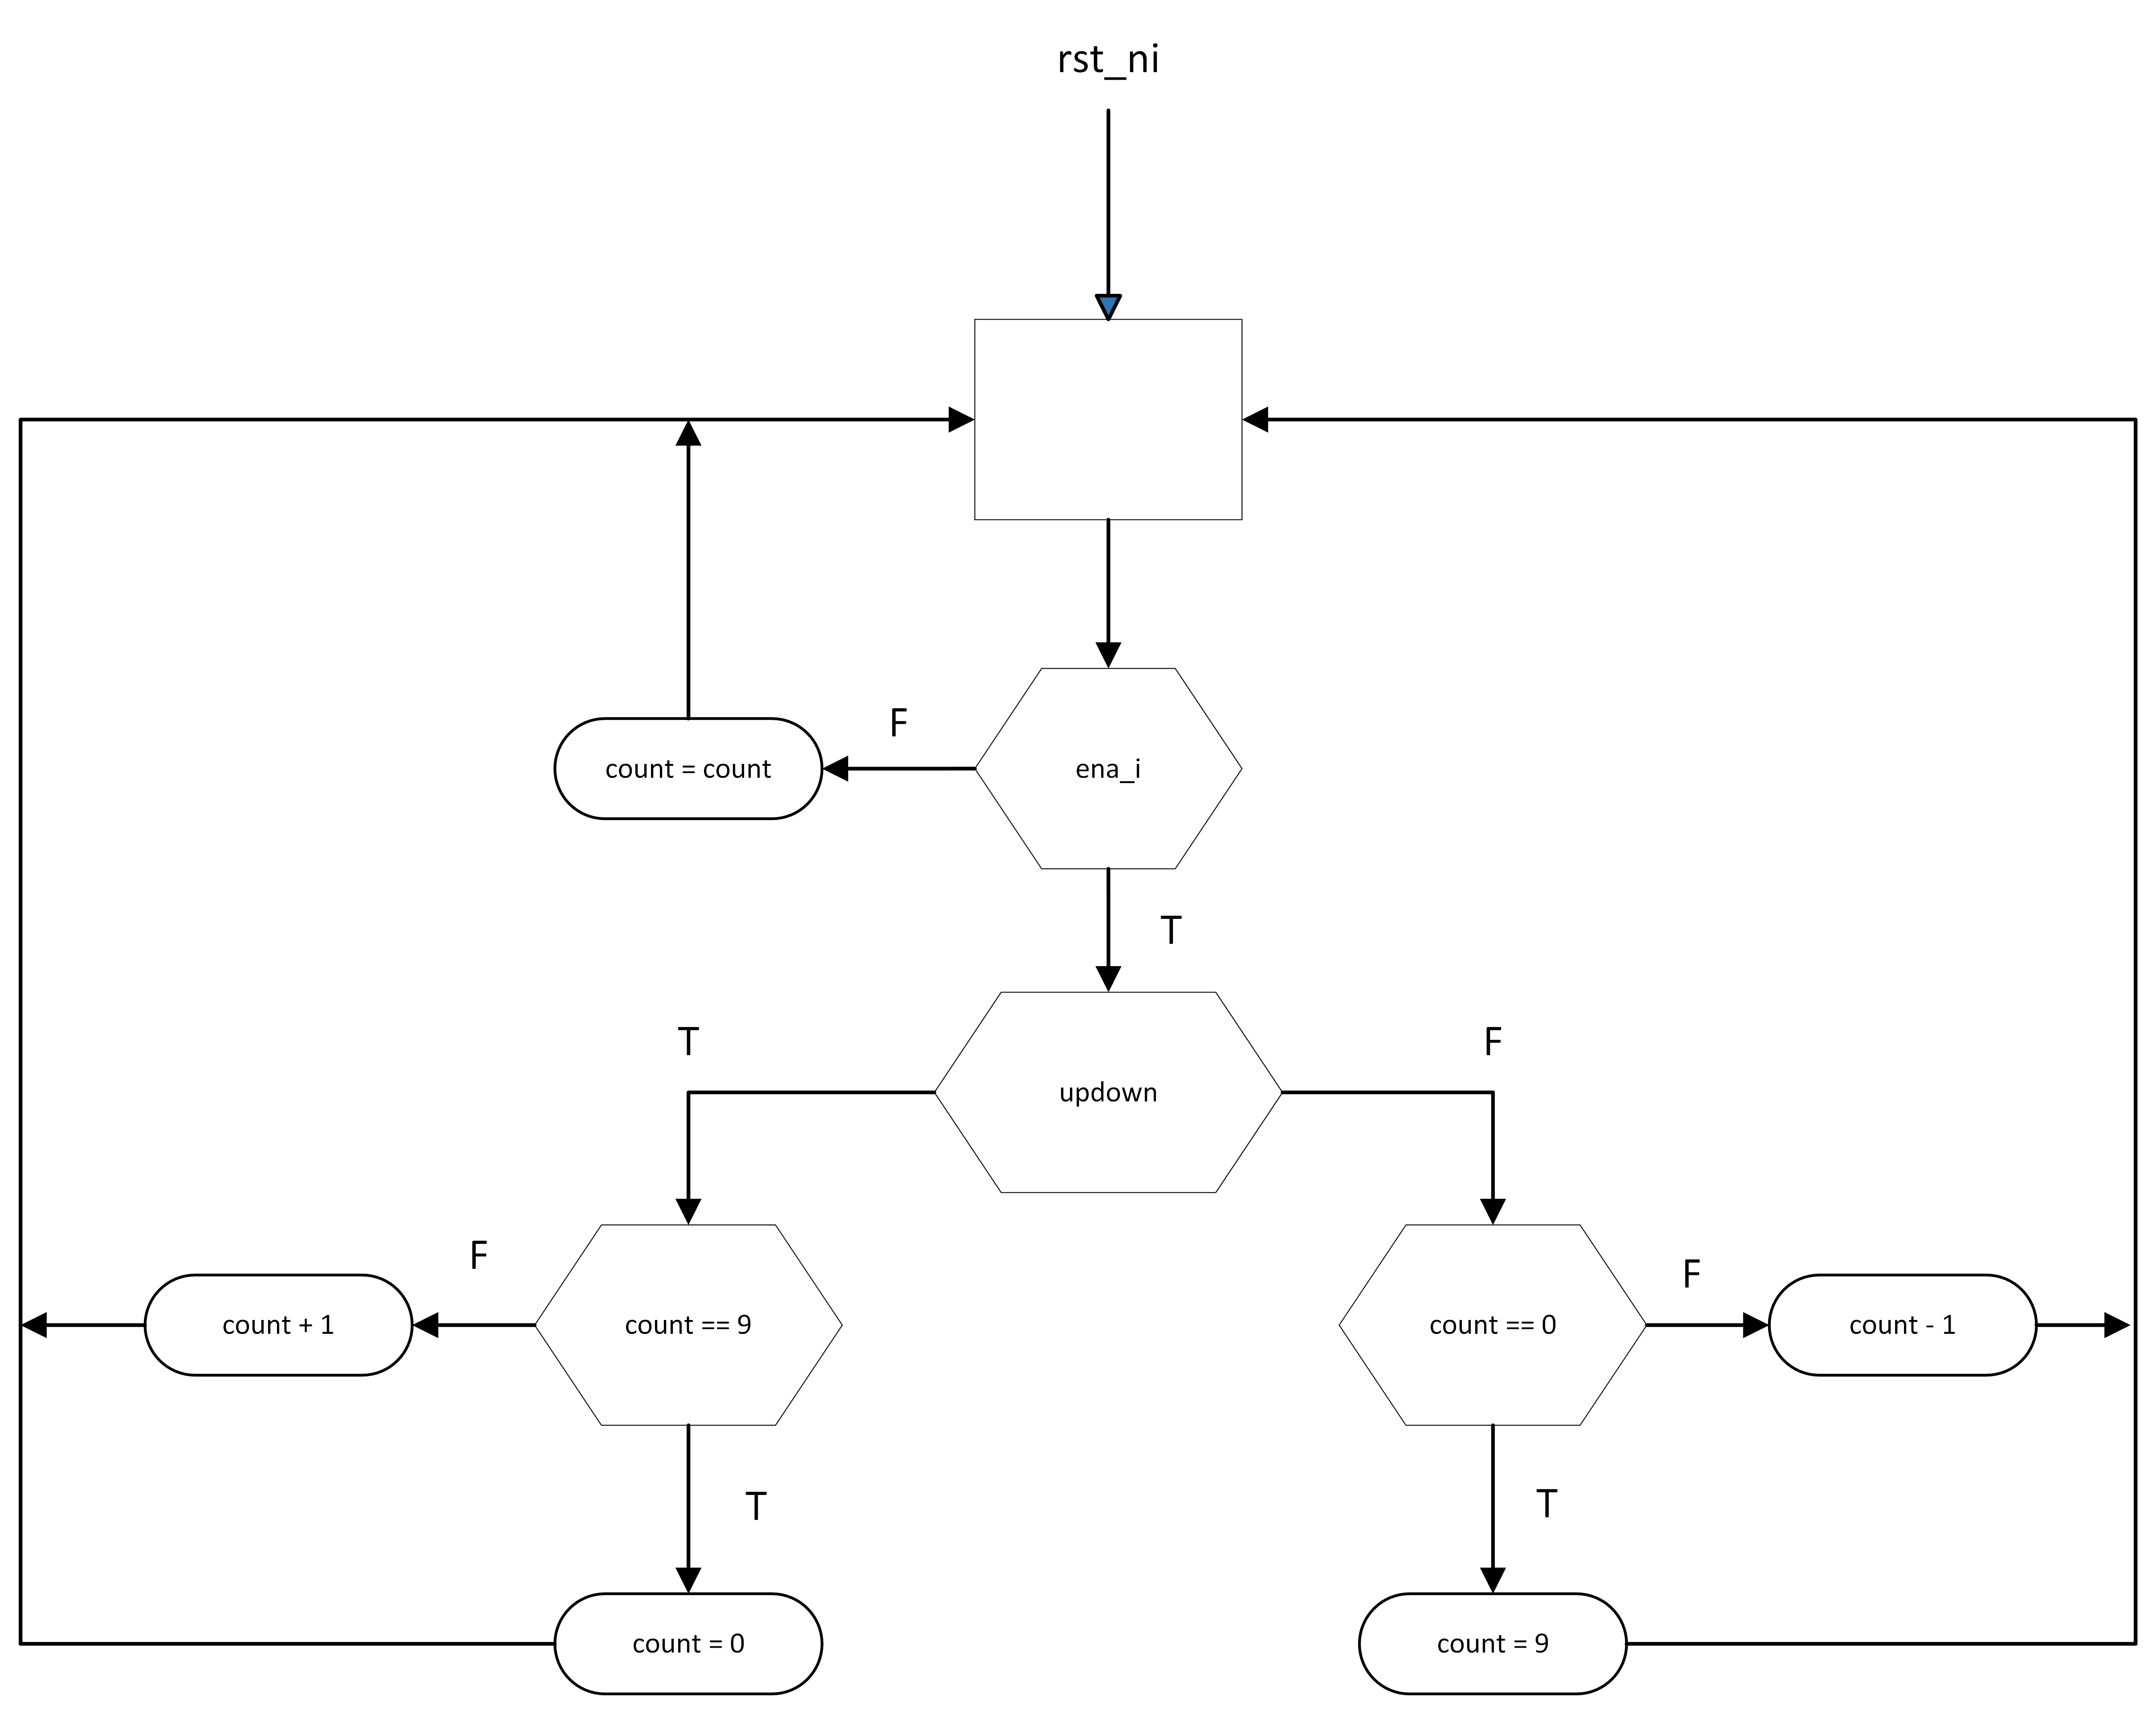 rst_ni
F
count = count
ena_i
T
T
updown
F
F
count + 1
count == 9
count == 0
F
count - 1
T
T
count = 0
count = 9